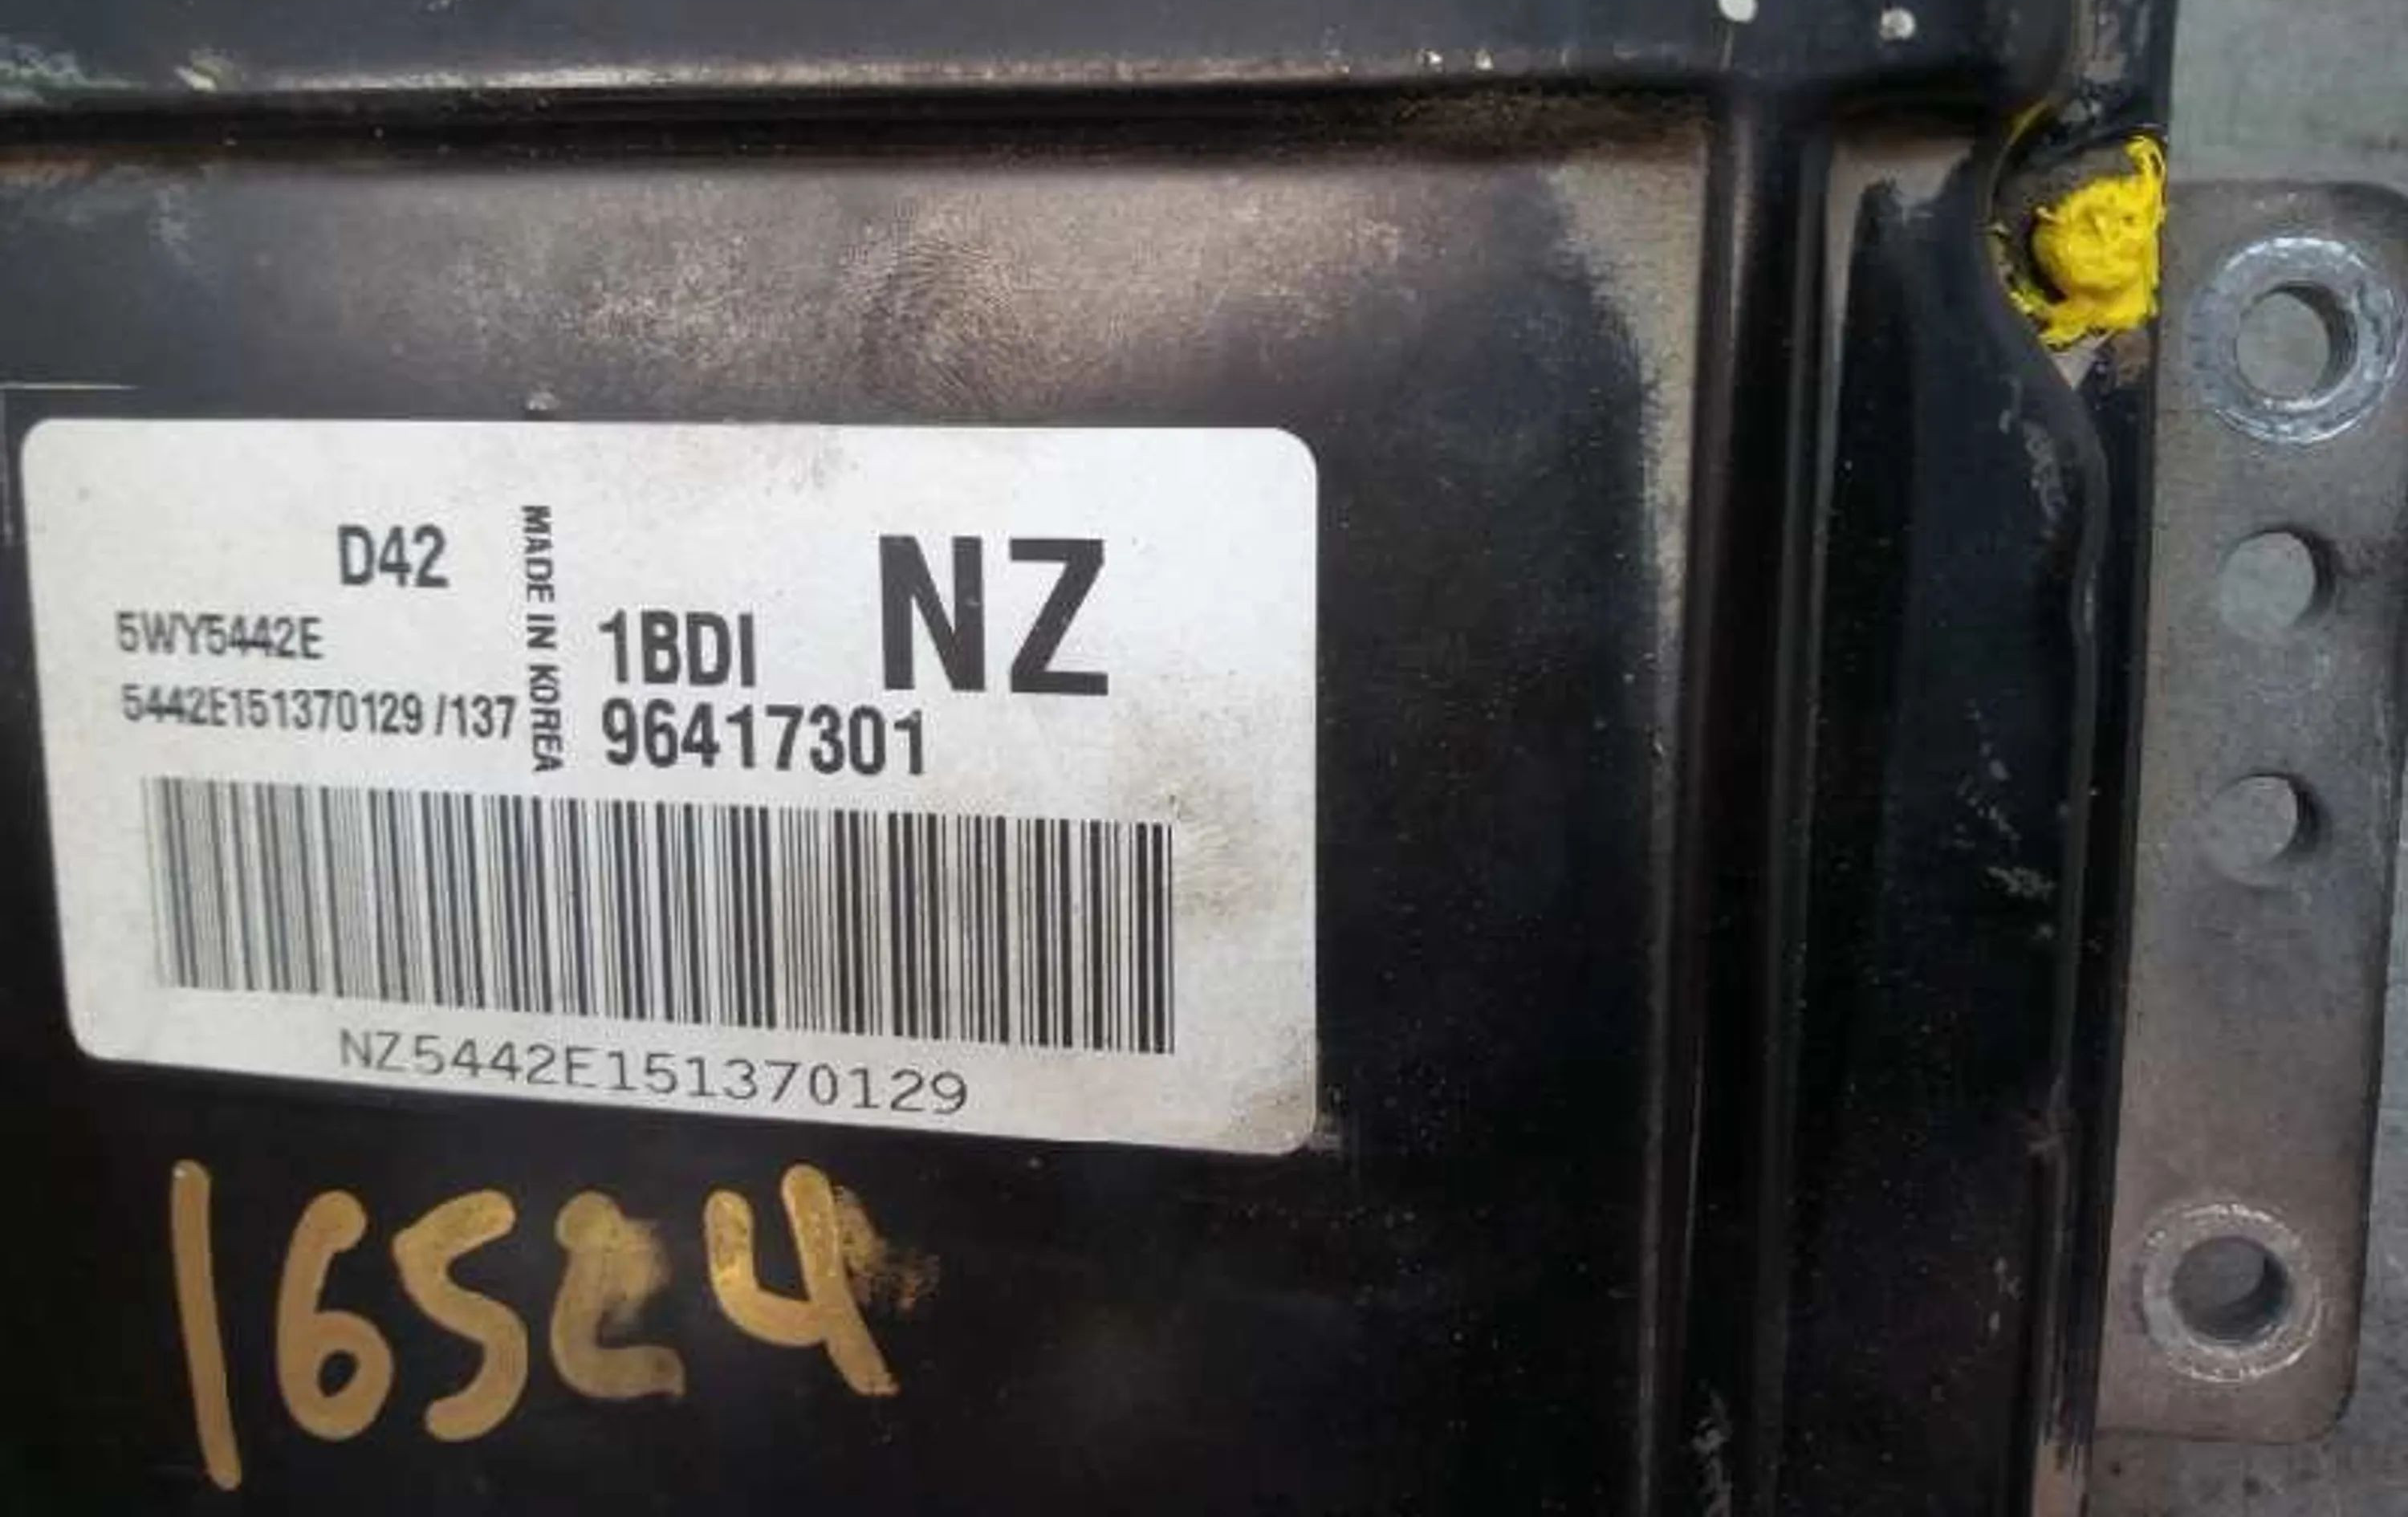 D42
5WY5442E
5442E151370129 /137
MADE IN KOREA
1BDI
NZ
96417301
NZ5442E151370129
16524